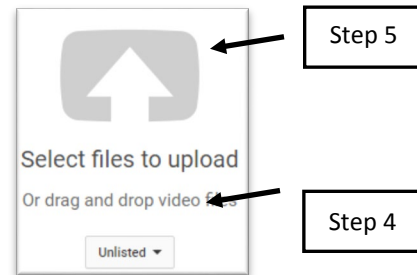 Step 5
Select files to upload
Or drag and drop video files
Step 4
Unlisted